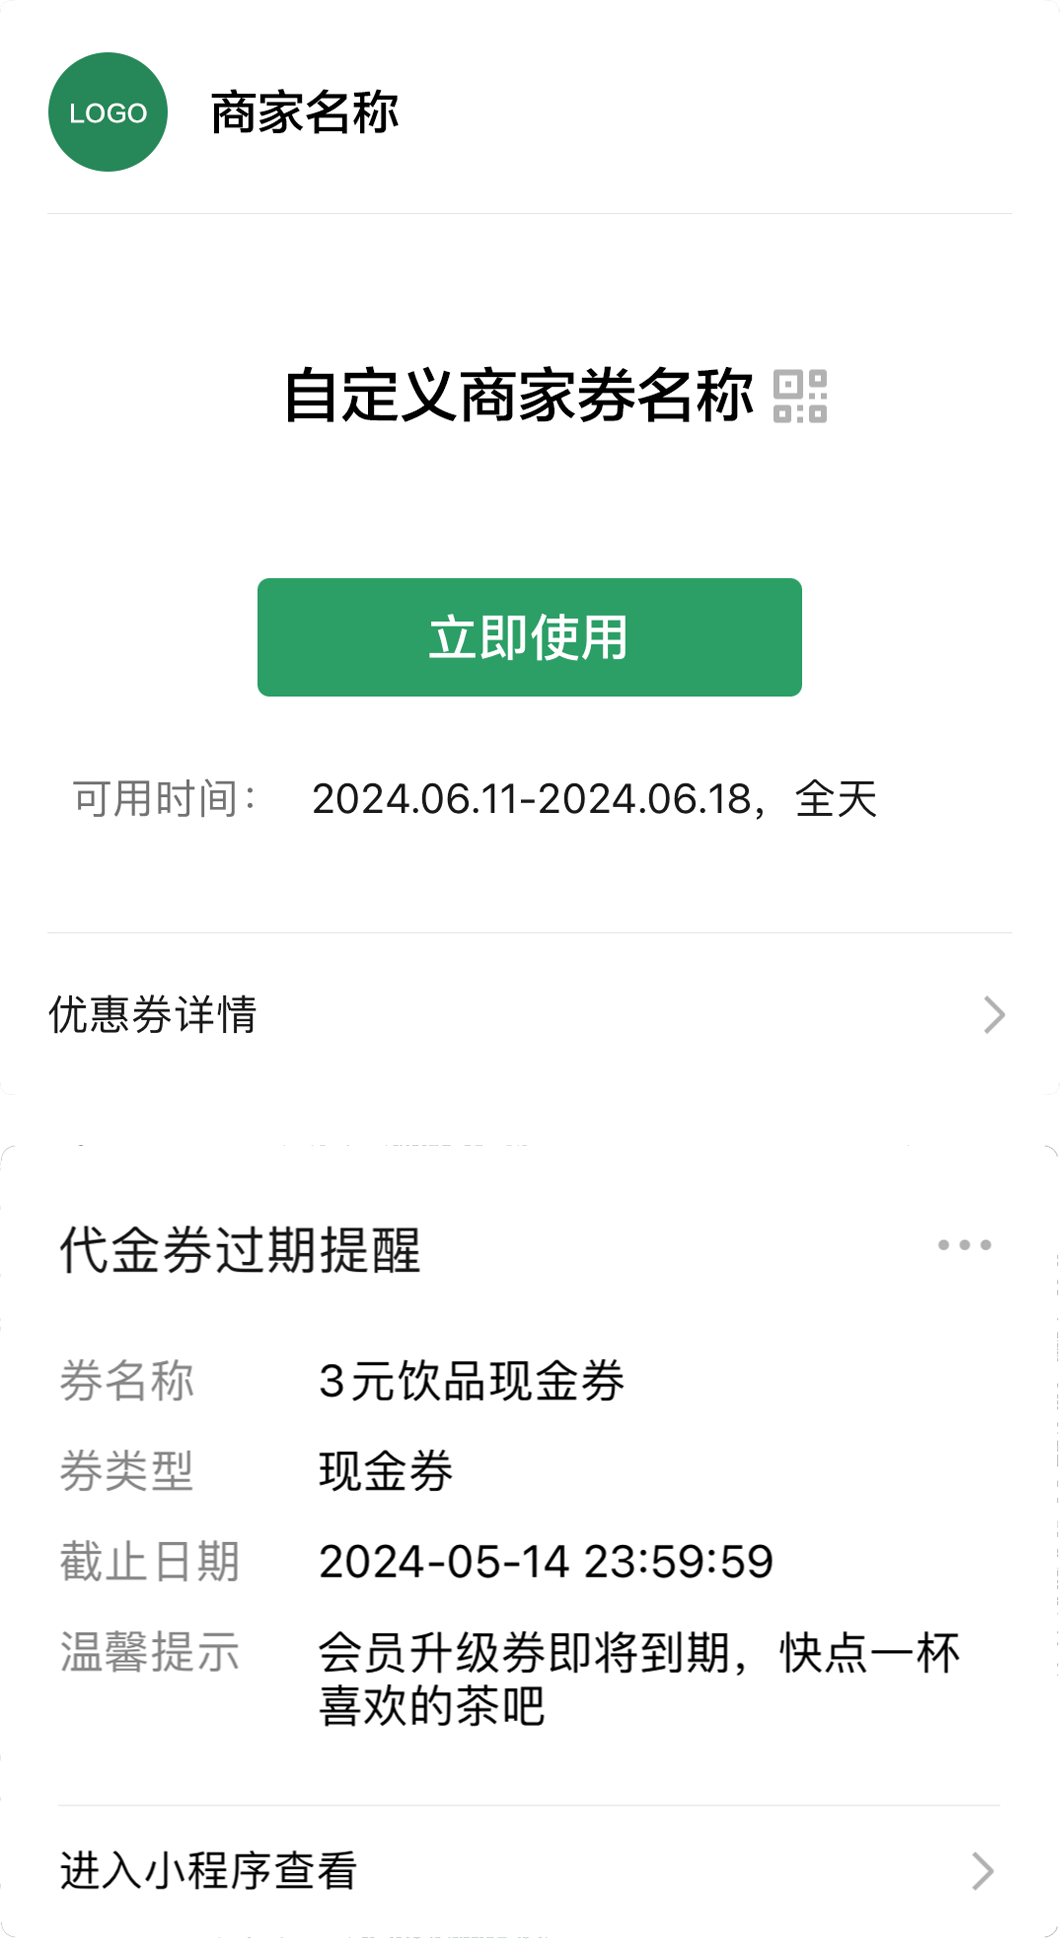 LOGO
商家名称
自定义商家券名称
立即使用
可用时间： 2024.06.11-2024.06.18，全天
优惠券详情
代金券过期提醒
券名称 3元饮品现金券
券类型 现金券
截止日期 2024-05-14 23:59:59
温馨提示 会员升级券即将到期，快点一杯
喜欢的茶吧
进入小程序查看